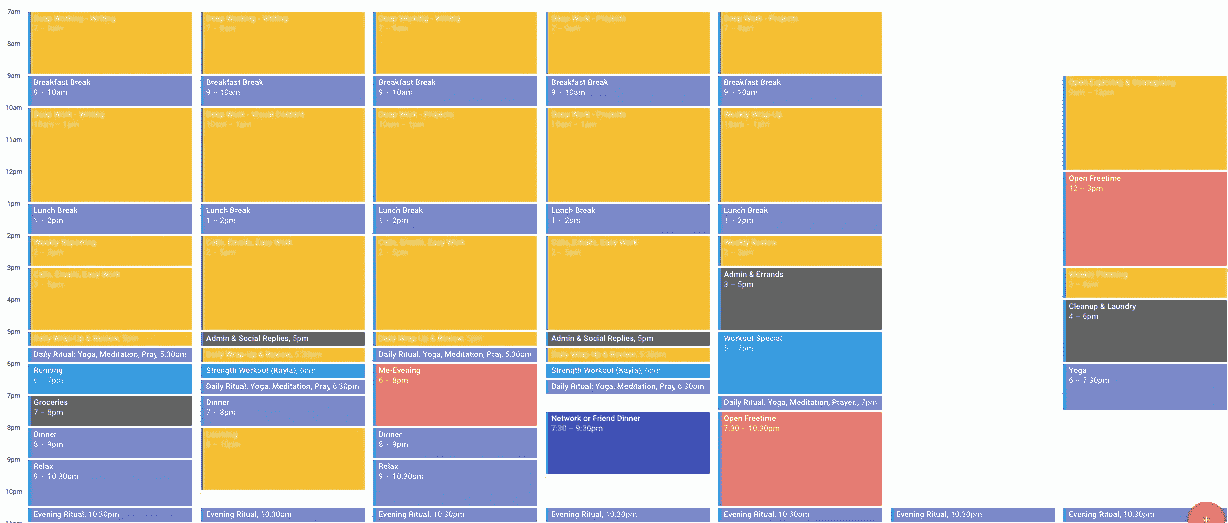 7am
8am
9am
10am
11am
12pm
1pm
2pm
3pm
4pm
5pm
6pm
7pm
8pm
9pm
10pm
Deep Working - Writing
7 – 9am
Breakfast Break
9 – 10am
Deep Work - Writing
10am – 1pm
Lunch Break
1 – 2pm
Weekly Reporting
Calls, Emails, Easy Work
Daily Wrap-Up & Review, 5pm
Daily Ritual: Yoga, Meditation, Pray, 5:30pm
Running
6 – 7pm
Groceries
7 – 8pm
Dinner
8 – 9pm
Relax
9 – 10:30pm
Evening Ritual, 10:30pm
Deep Working - Writing
7 – 9am
Breakfast Break
9 – 10am
Deep Work -
10am – 1pm
Lunch Break
1 – 2pm
Calls, Emails, Easy Work
2 – 5pm
Admin & Social Replies, 5pm
Daily Wrap-Up & Review, 5:30pm
Strength Workout (Kayla), 6pm
Daily Ritual: Yoga, Meditation, Pray, 6:30pm
Dinner
7 – 8pm
8 – 10pm
Evening Ritual, 10:30pm
Deep Working - Writing
7 – 9am
Breakfast Break
9 – 10am
Deep Work - Projects
10am – 1pm
Lunch Break
1 – 2pm
Calls, Emails, Easy Work
2 – 5pm
Daily Wrap-Up & Review, 5pm
Daily Ritual: Yoga, Meditation, Pray, 5:30pm
Me-Evening
6 – 8pm
Dinner
8 – 9pm
Relax
9 – 10:30pm
Evening Ritual, 10:30pm
Deep Work - Projects
7 – 9am
Breakfast Break
9 – 10am
Deep Work - Projects
10am – 1pm
Lunch Break
1 – 2pm
Calls, Emails, Easy Work
2 – 5pm
Admin & Social Replies, 5pm
Daily Wrap-Up & Review, 5:30pm
Strength Workout (Kayla), 6pm
Daily Ritual: Yoga, Meditation, Pray, 6:30pm
Network or Friend Dinner
7:30 – 9:30pm
Evening Ritual, 10:30pm
Deep Work - Projects
7 – 9am
Breakfast Break
9 – 10am
Weekly Wrap-Up
10am – 1pm
Lunch Break
1 – 2pm
Weekly Review
Admin & Errands
3 – 5pm
Workout Special
5 – 7pm
Daily Ritual: Yoga, Meditation, Prayer, 7pm
Open Freetime
7:30 – 10:30pm
Evening Ritual, 10:30pm
Evening Ritual, 10:30pm
9am – 12pm
Open Freetime
12 – 3pm
Weekly Planning
3 – 4pm
Cleanup & Laundry
4 – 6pm
Yoga
6 – 7:30pm
Evening Ritual, 10:30pm